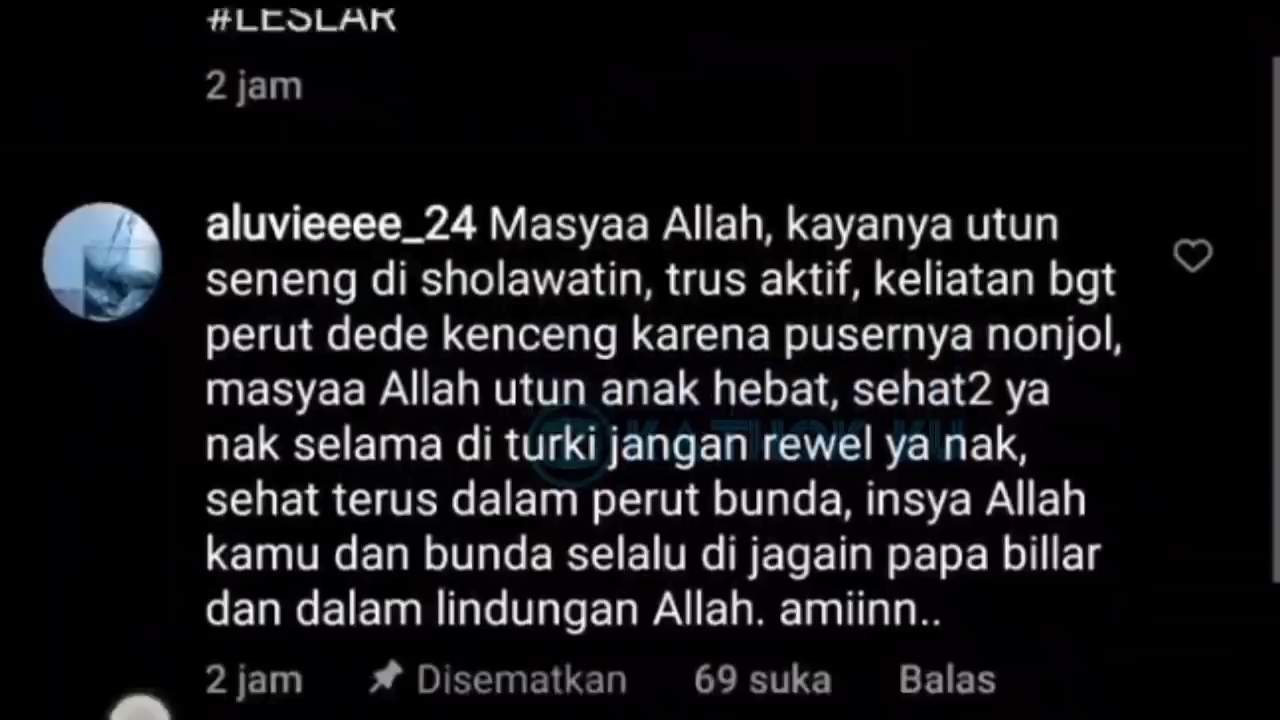 #LESLAR
2 jam
aluvieeee_24 Masyaa Allah, kayanya utun
seneng di sholawatin, trus aktif, keliatan bgt
perut dede kenceng karena pusernya nonjol,
masyaa Allah utun anak hebat, sehat2 ya
nak selama di turki jangan rewel ya nak,
sehat terus dalam perut bunda, insya Allah
kamu dan bunda selalu di jagain papa billar
dan dalam lindungan Allah. amiinn..
2 jam Disematkan 69 suka Balas